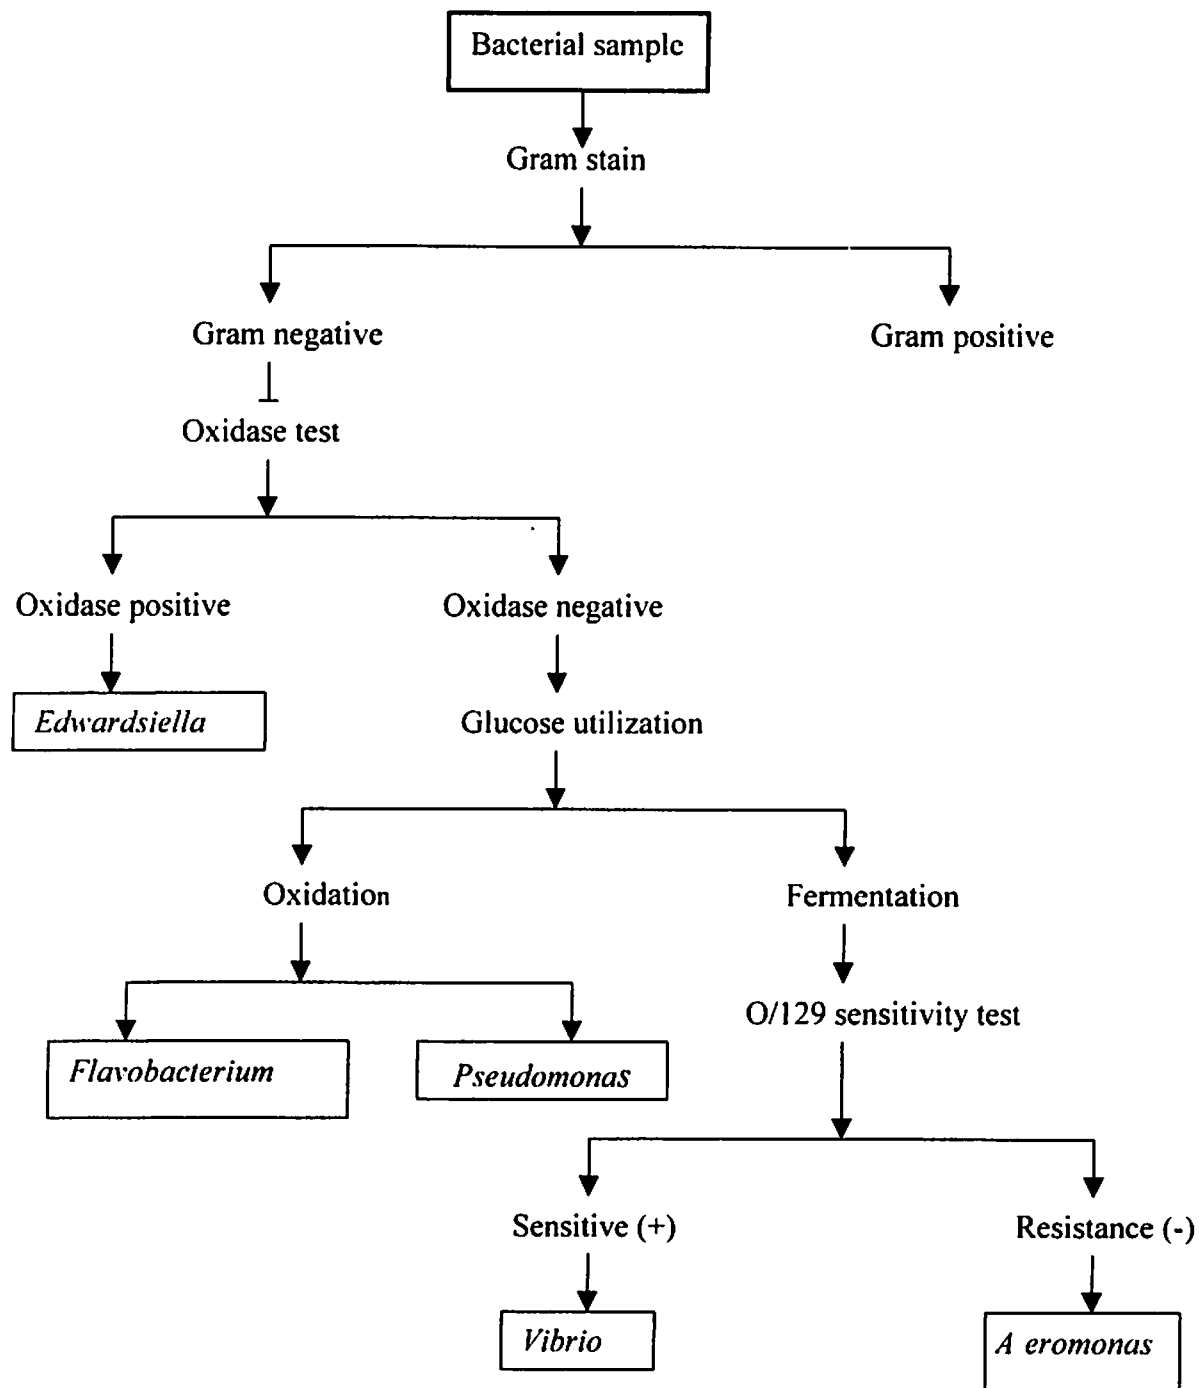 Bacterial sample
Gram stain
Gram negative
Gram positive
Oxidase test
Oxidase positive
Oxidase negative
Edwardsiella
Glucose utilization
Oxidation
Fermentation
O/129 sensitivity test
Flavobacterium
Pseudomonas
Sensitive (+)
Resistance (-)
Vibrio
A eromonas